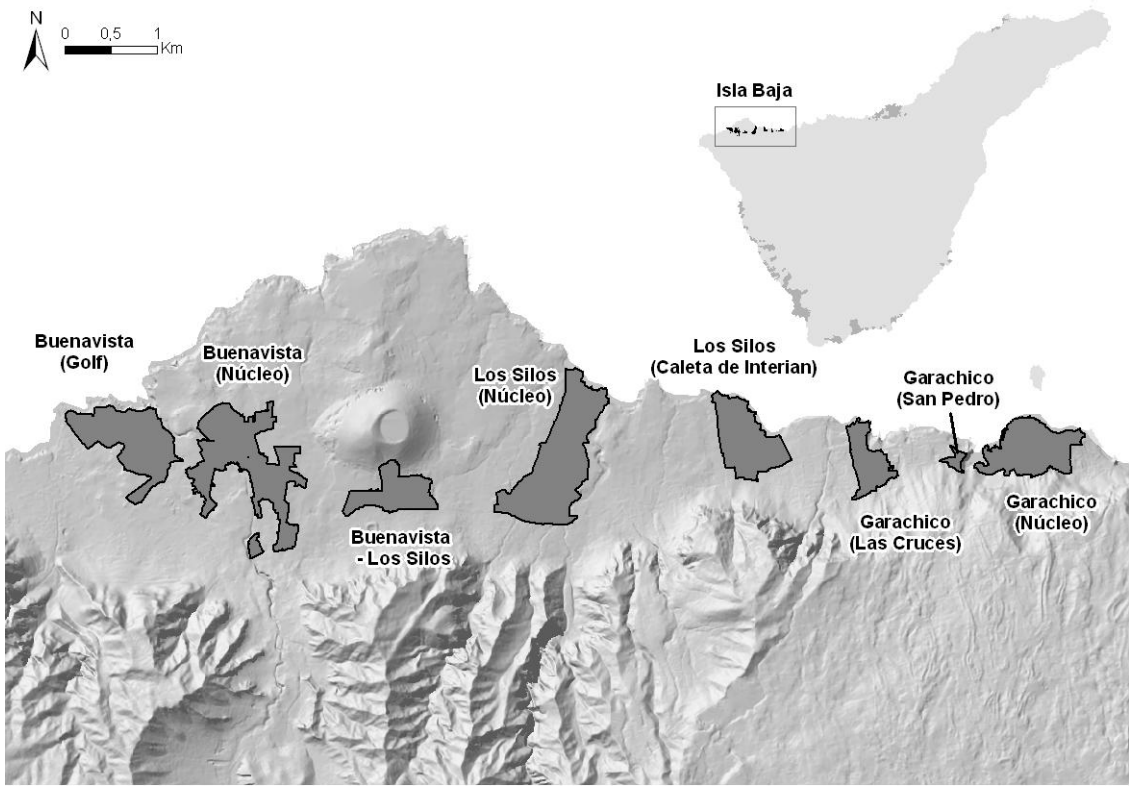 N
0 0,5 1
Km
Isla Baja
Buenavista
(Golf)
Buenavista
(Núcleo)
Los Silos
(Núcleo)
Los Silos
(Caleta de Interian)
Garachico
(San Pedro)
Buenavista
- Los Silos
Garachico
(Las Cruces)
Garachico
(Núcleo)